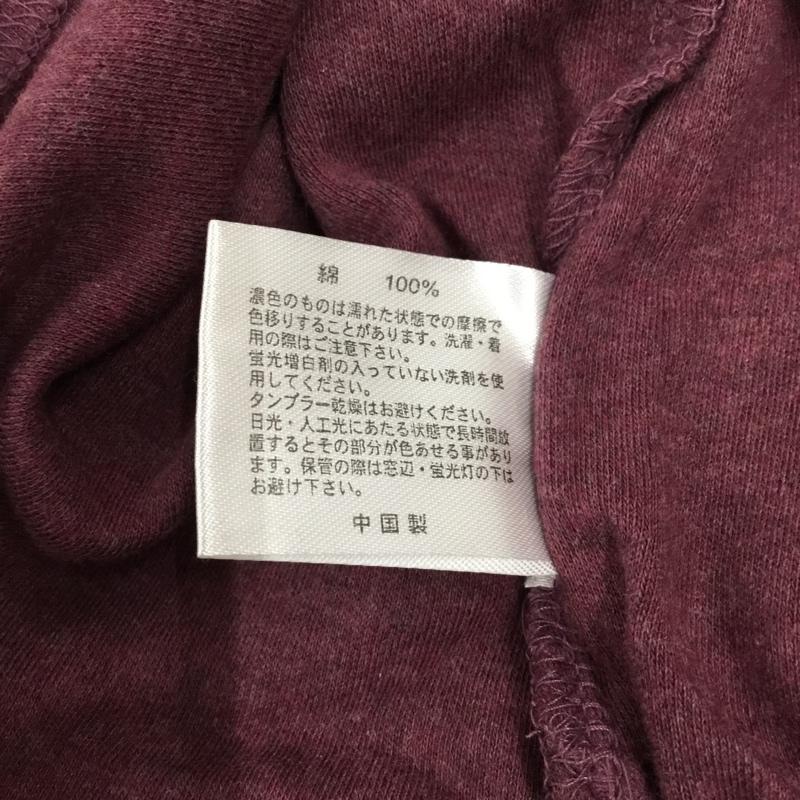 綿 100%
濃色のものは濡れた状態での摩擦で
色移りすることがあります。洗濯・着
用の際はご注意下さい。
蛍光増白剤の入っていない洗剤を使
用してください。
タンブラー乾燥はお避けください。
日光・人工光にあたる状態で長時間放
置するとその部分が色あせる事があり
ます。保管の際は窓辺・蛍光灯の下は
お避け下さい。
中国製